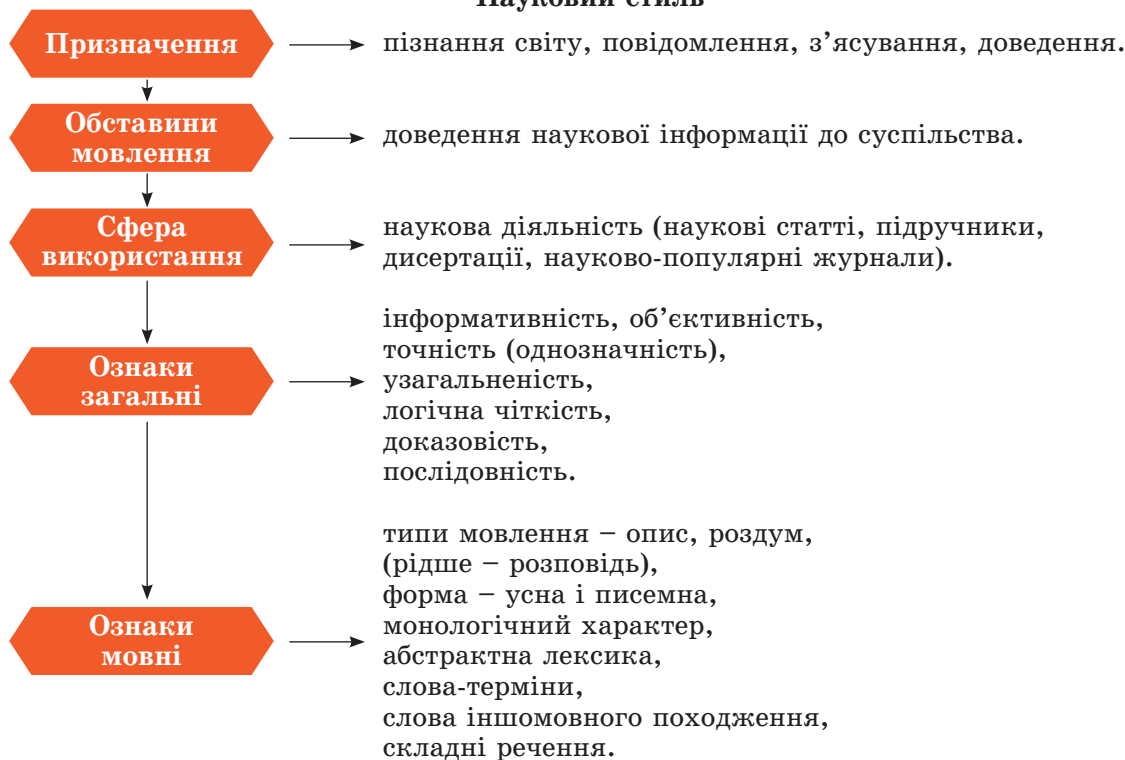 Науковий стиль
Призначення
пізнання світу, повідомлення, з’ясування, доведення.
Обставини
мовлення
доведення наукової інформації до суспільства.
Сфера
використання
наукова діяльність (наукові статті, підручники,
дисертації, науково-популярні журнали).
Ознаки
загальні
інформативність, об’єктивність,
точність (однозначність),
узагальненість,
логічна чіткість,
доказовість,
послідовність.
Ознаки
мовні
типи мовлення – опис, роздум,
(рідше – розповідь),
форма – усна і писемна,
монологічний характер,
абстрактна лексика,
слова-терміни,
слова іншомовного походження,
складні речення.